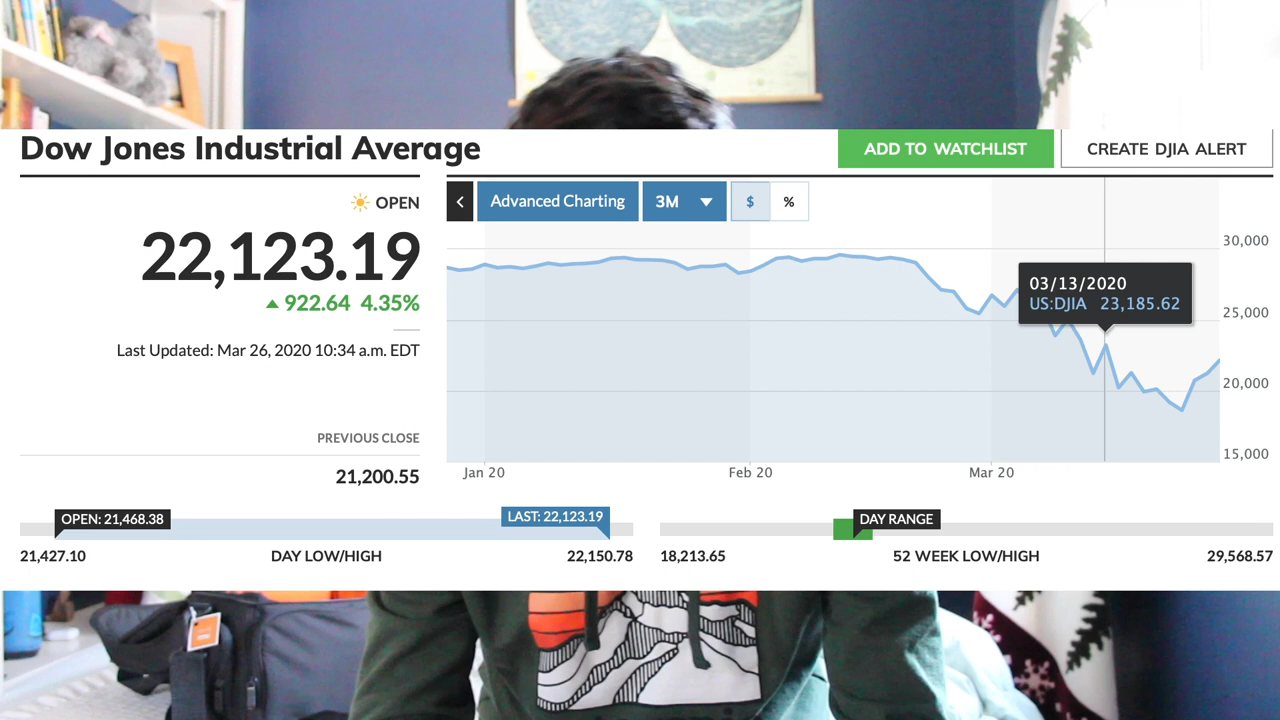 Dow Jones Industrial Average
ADD TO WATCHLIST
CREATE DJIA ALERT
OPEN
22,123.19
922.64 4.35%
Last Updated: Mar 26, 2020 10:34 a.m. EDT
PREVIOUS CLOSE
21,200.55
Advanced Charting
3M
$
%
30,000
25,000
20,000
15,000
03/13/2020
US:DJIA 23,185.62
Jan 20
Feb 20
Mar 20
OPEN: 21,468.38
LAST: 22,123.19
21,427.10
DAY LOW/HIGH
22,150.78
DAY RANGE
18,213.65
52 WEEK LOW/HIGH
29,568.57